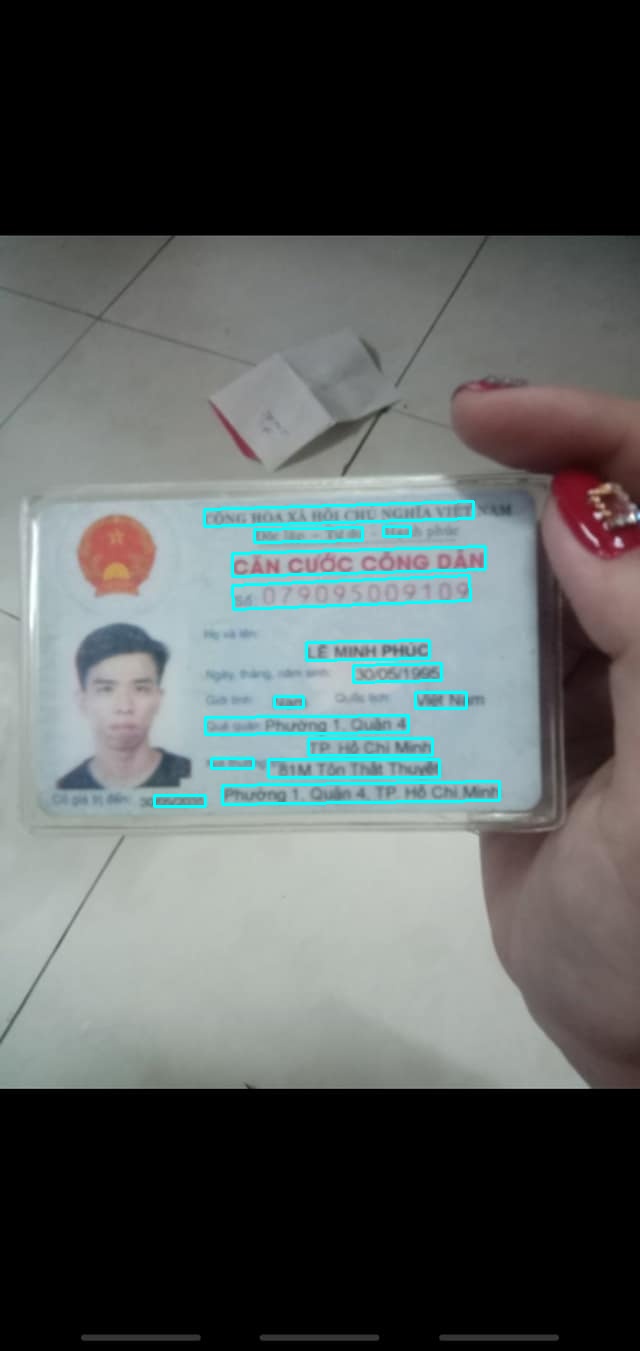 CỘNG HÒA XÃ HỘI CHỦ NGHĨA VIỆT NAM
Độc lập - Tự do - Hạnh phúc
CĂN CƯỚC CÔNG DÂN
Số: 079095009109
Họ và tên:
LÊ MINH PHÚC
Ngày, tháng, năm sinh: 30/05/1995
Giới tính: Nam Quốc tịch: Việt Nam
Quê quán: Phường 1, Quận 4
TP. Hồ Chí Minh
Nơi thường 81M Tôn Thất Thuyết
Có giá trị đến:
Phường 1, Quận 4, TP. Hồ Chí Minh